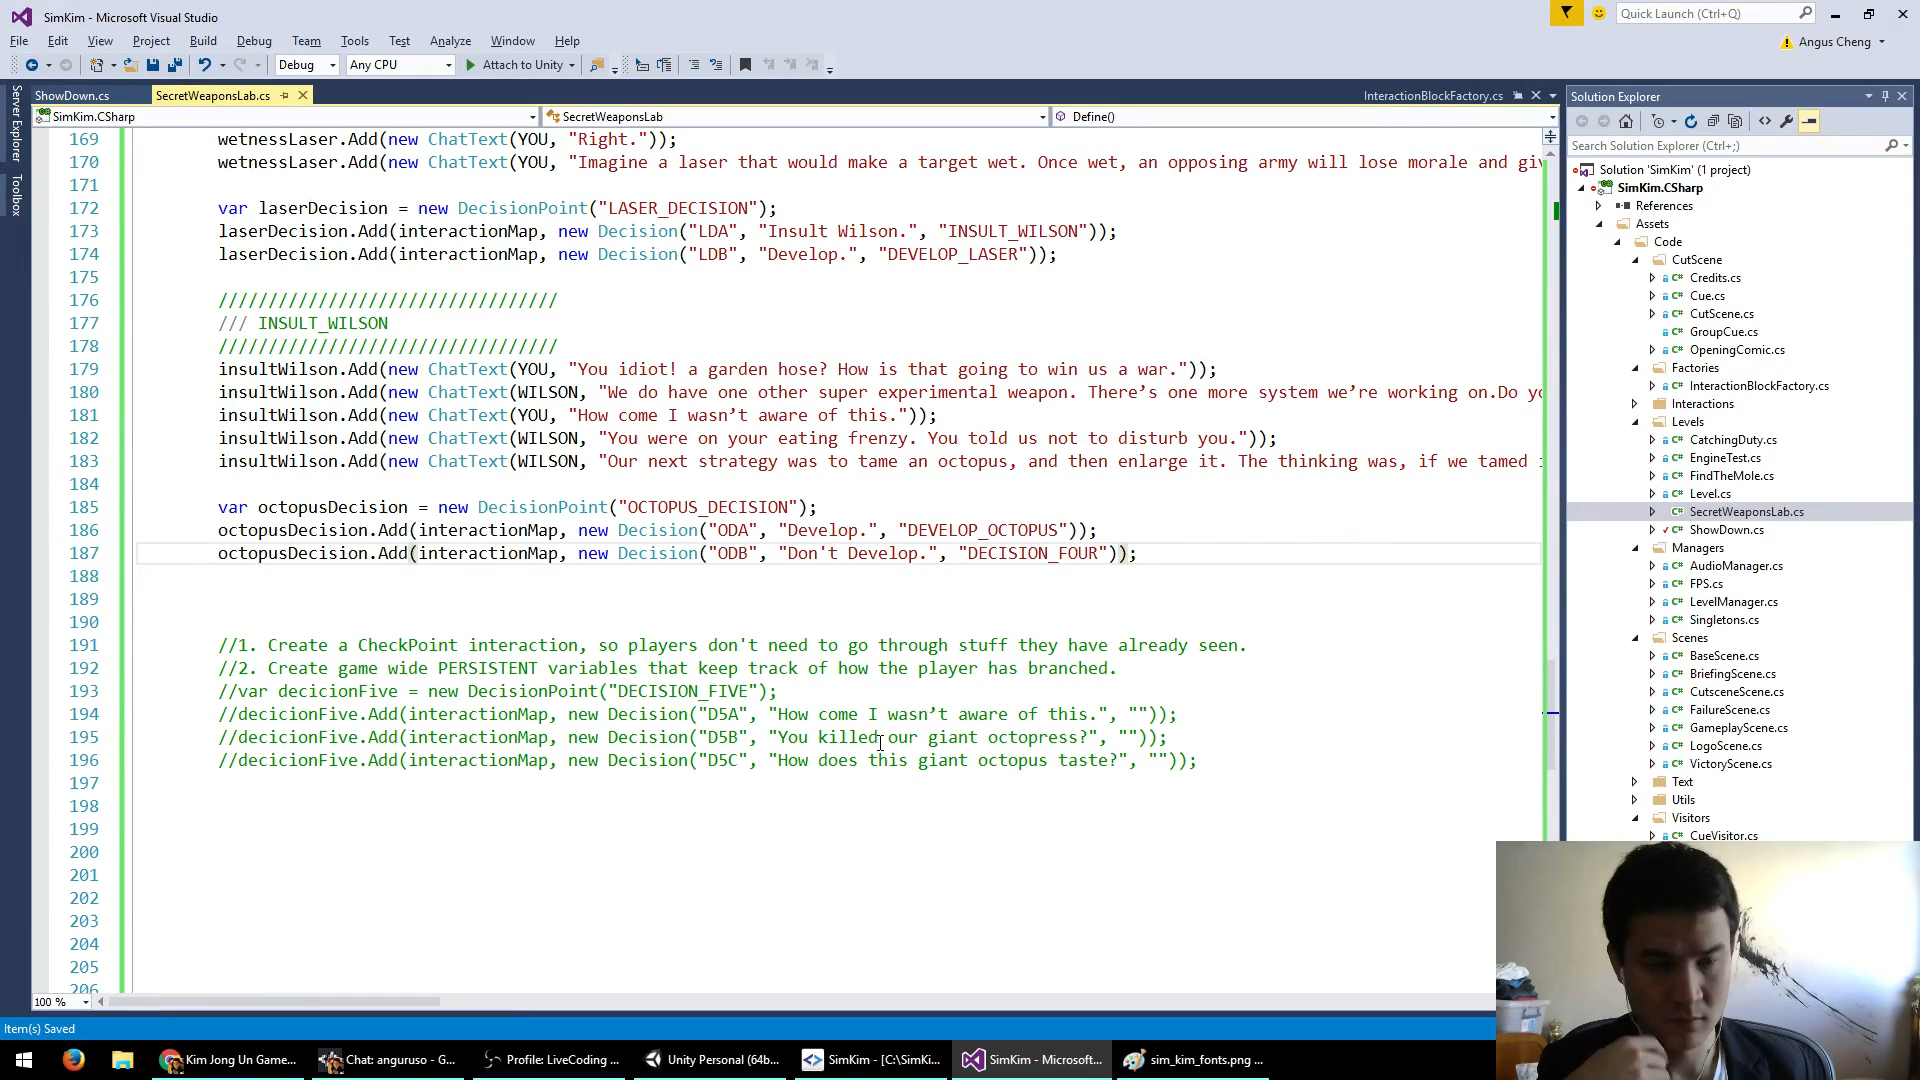 SimKim - Microsoft Visual Studio
Quick Launch (Ctrl+Q)
File Edit View Project Build Debug Team Tools Test Analyze Window Help
Angus Cheng
Debug Any CPU Attach to Unity
Server Explorer
Toolbox
ShowDown.cs SecretWeaponsLab.cs InteractionBlockFactory.cs
SimKim.CSharp SecretWeaponsLab Define()
169 wetnessLaser.Add(new ChatText(YOU, "Right."));
170 wetnessLaser.Add(new ChatText(YOU, "Imagine a laser that would make a target wet. Once wet, an opposing army will lose morale and giv
171
172 var laserDecision = new DecisionPoint("LASER_DECISION");
173 laserDecision.Add(interactionMap, new Decision("LDA", "Insult Wilson.", "INSULT_WILSON"));
174 laserDecision.Add(interactionMap, new Decision("LDB", "Develop.", "DEVELOP_LASER"));
175
176 //////////////////////////////////
177 /// INSULT_WILSON
178 //////////////////////////////////
179 insultWilson.Add(new ChatText(YOU, "You idiot! a garden hose? How is that going to win us a war."));
180 insultWilson.Add(new ChatText(WILSON, "We do have one other super experimental weapon. There’s one more system we’re working on.Do yo
181 insultWilson.Add(new ChatText(YOU, "How come I wasn’t aware of this."));
182 insultWilson.Add(new ChatText(WILSON, "You were on your eating frenzy. You told us not to disturb you."));
183 insultWilson.Add(new ChatText(WILSON, "Our next strategy was to tame an octopus, and then enlarge it. The thinking was, if we tamed i
184
185 var octopusDecision = new DecisionPoint("OCTOPUS_DECISION");
186 octopusDecision.Add(interactionMap, new Decision("ODA", "Develop.", "DEVELOP_OCTOPUS"));
187 octopusDecision.Add(interactionMap, new Decision("ODB", "Don't Develop.", "DECISION_FOUR"));
188
189
190
191 //1. Create a CheckPoint interaction, so players don't need to go through stuff they have already seen.
192 //2. Create game wide PERSISTENT variables that keep track of how the player has branched.
193 //var decicionFive = new DecisionPoint("DECISION_FIVE");
194 //decicionFive.Add(interactionMap, new Decision("D5A", "How come I wasn’t aware of this.", ""));
195 //decicionFive.Add(interactionMap, new Decision("D5B", "You killed our giant octopress?", ""));
196 //decicionFive.Add(interactionMap, new Decision("D5C", "How does this giant octopus taste?", ""));
197
198
199
200
201
202
203
204
205
206
100 %
Item(s) Saved
Solution Explorer
Search Solution Explorer (Ctrl+;)
Solution 'SimKim' (1 project)
SimKim.CSharp
References
Assets
Code
CutScene
Credits.cs
Cue.cs
CutScene.cs
GroupCue.cs
OpeningComic.cs
Factories
InteractionBlockFactory.cs
Interactions
Levels
CatchingDuty.cs
EngineTest.cs
FindTheMole.cs
Level.cs
SecretWeaponsLab.cs
ShowDown.cs
Managers
AudioManager.cs
FPS.cs
LevelManager.cs
Singletons.cs
Scenes
BaseScene.cs
BriefingScene.cs
CutsceneScene.cs
FailureScene.cs
GameplayScene.cs
LogoScene.cs
VictoryScene.cs
Text
Utils
Visitors
CueVisitor.cs
Kim Jong Un Game... Chat: anguruso - G... Profile: LiveCoding ... Unity Personal (64b... SimKim - [C:\SimKi... SimKim - Microsoft... sim_kim_fonts.png ...